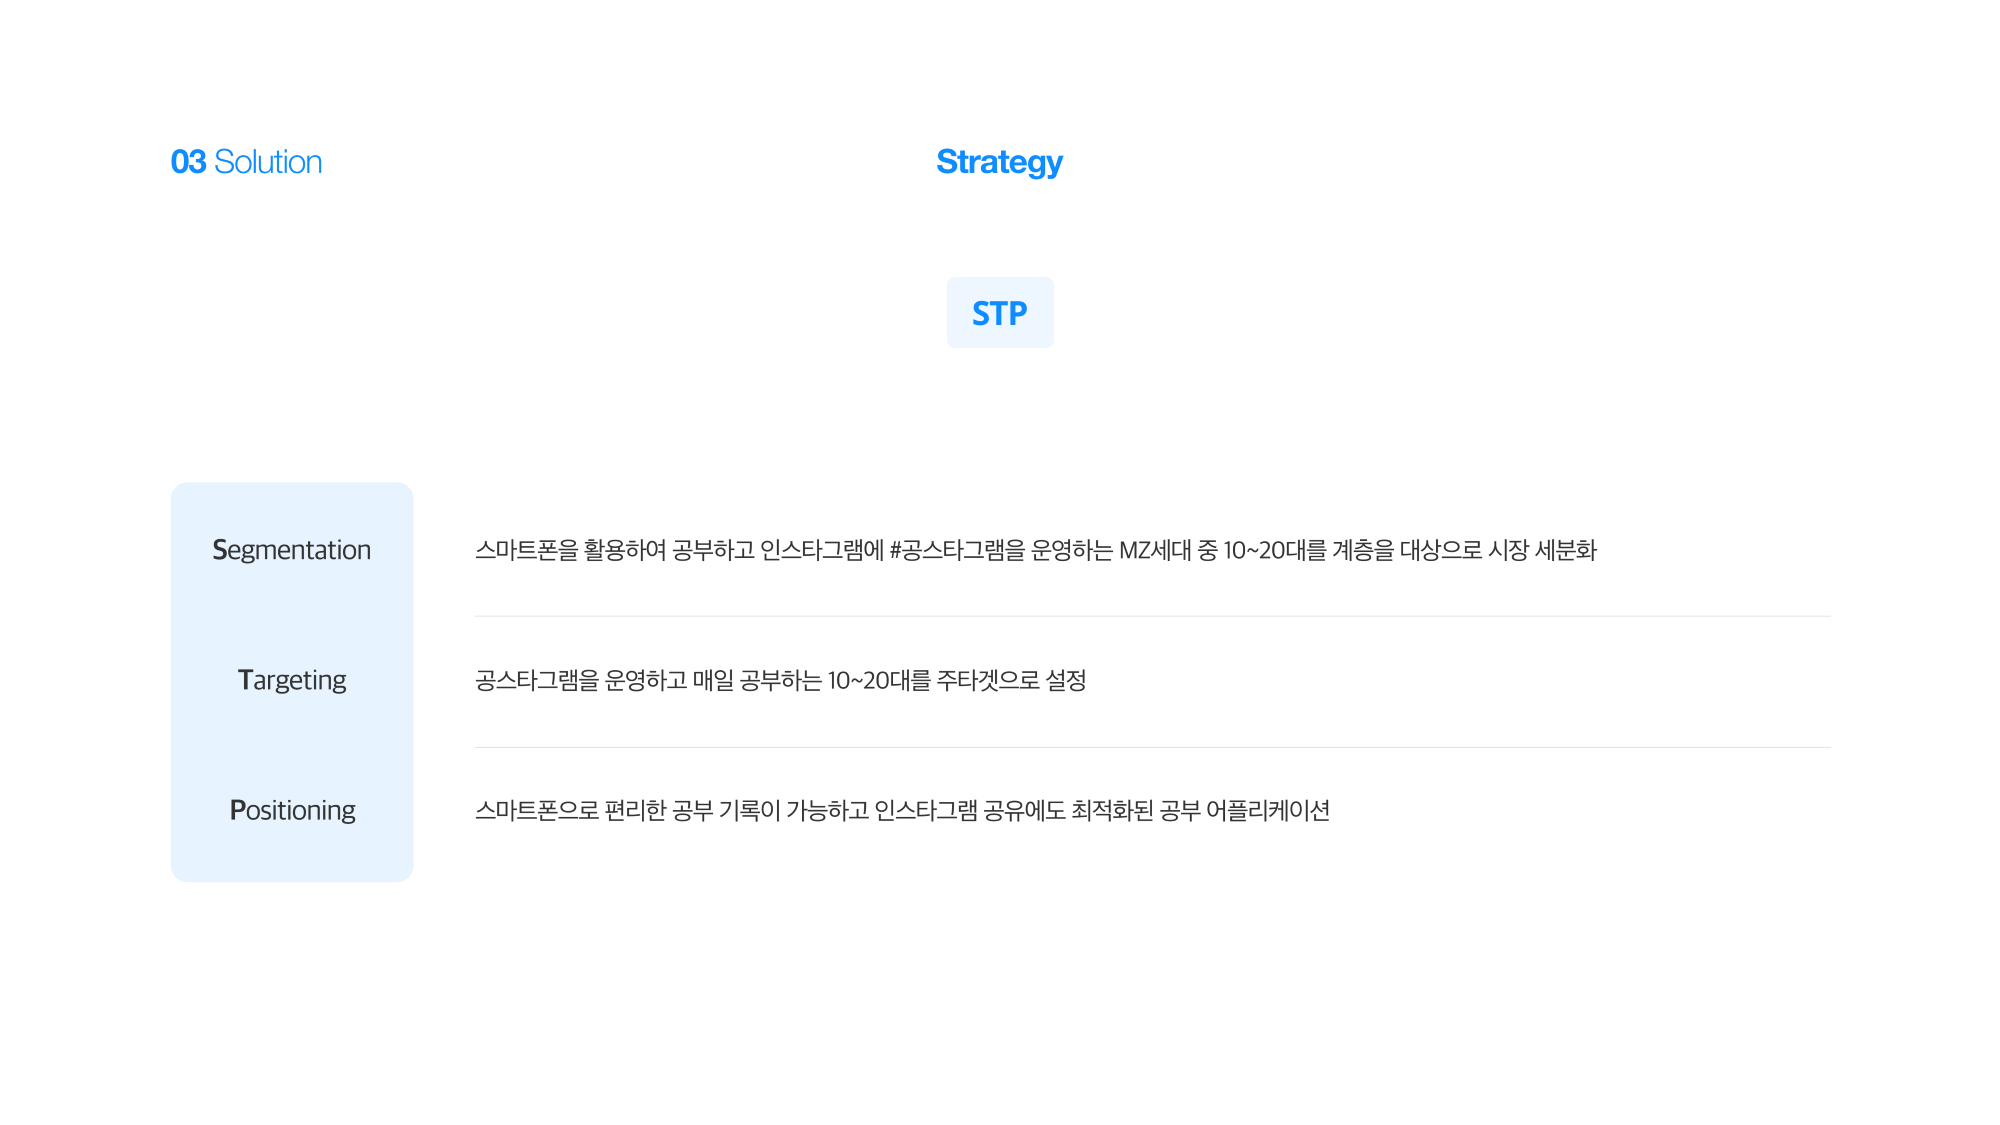 03 Solution
Strategy
STP
Segmentation
스마트폰을 활용하여 공부하고 인스타그램에 #공스타그램을 운영하는 MZ세대 중 10~20대를 계층을 대상으로 시장 세분화
Targeting
공스타그램을 운영하고 매일 공부하는 10~20대를 주타겟으로 설정
Positioning
스마트폰으로 편리한 공부 기록이 가능하고 인스타그램 공유에도 최적화된 공부 어플리케이션